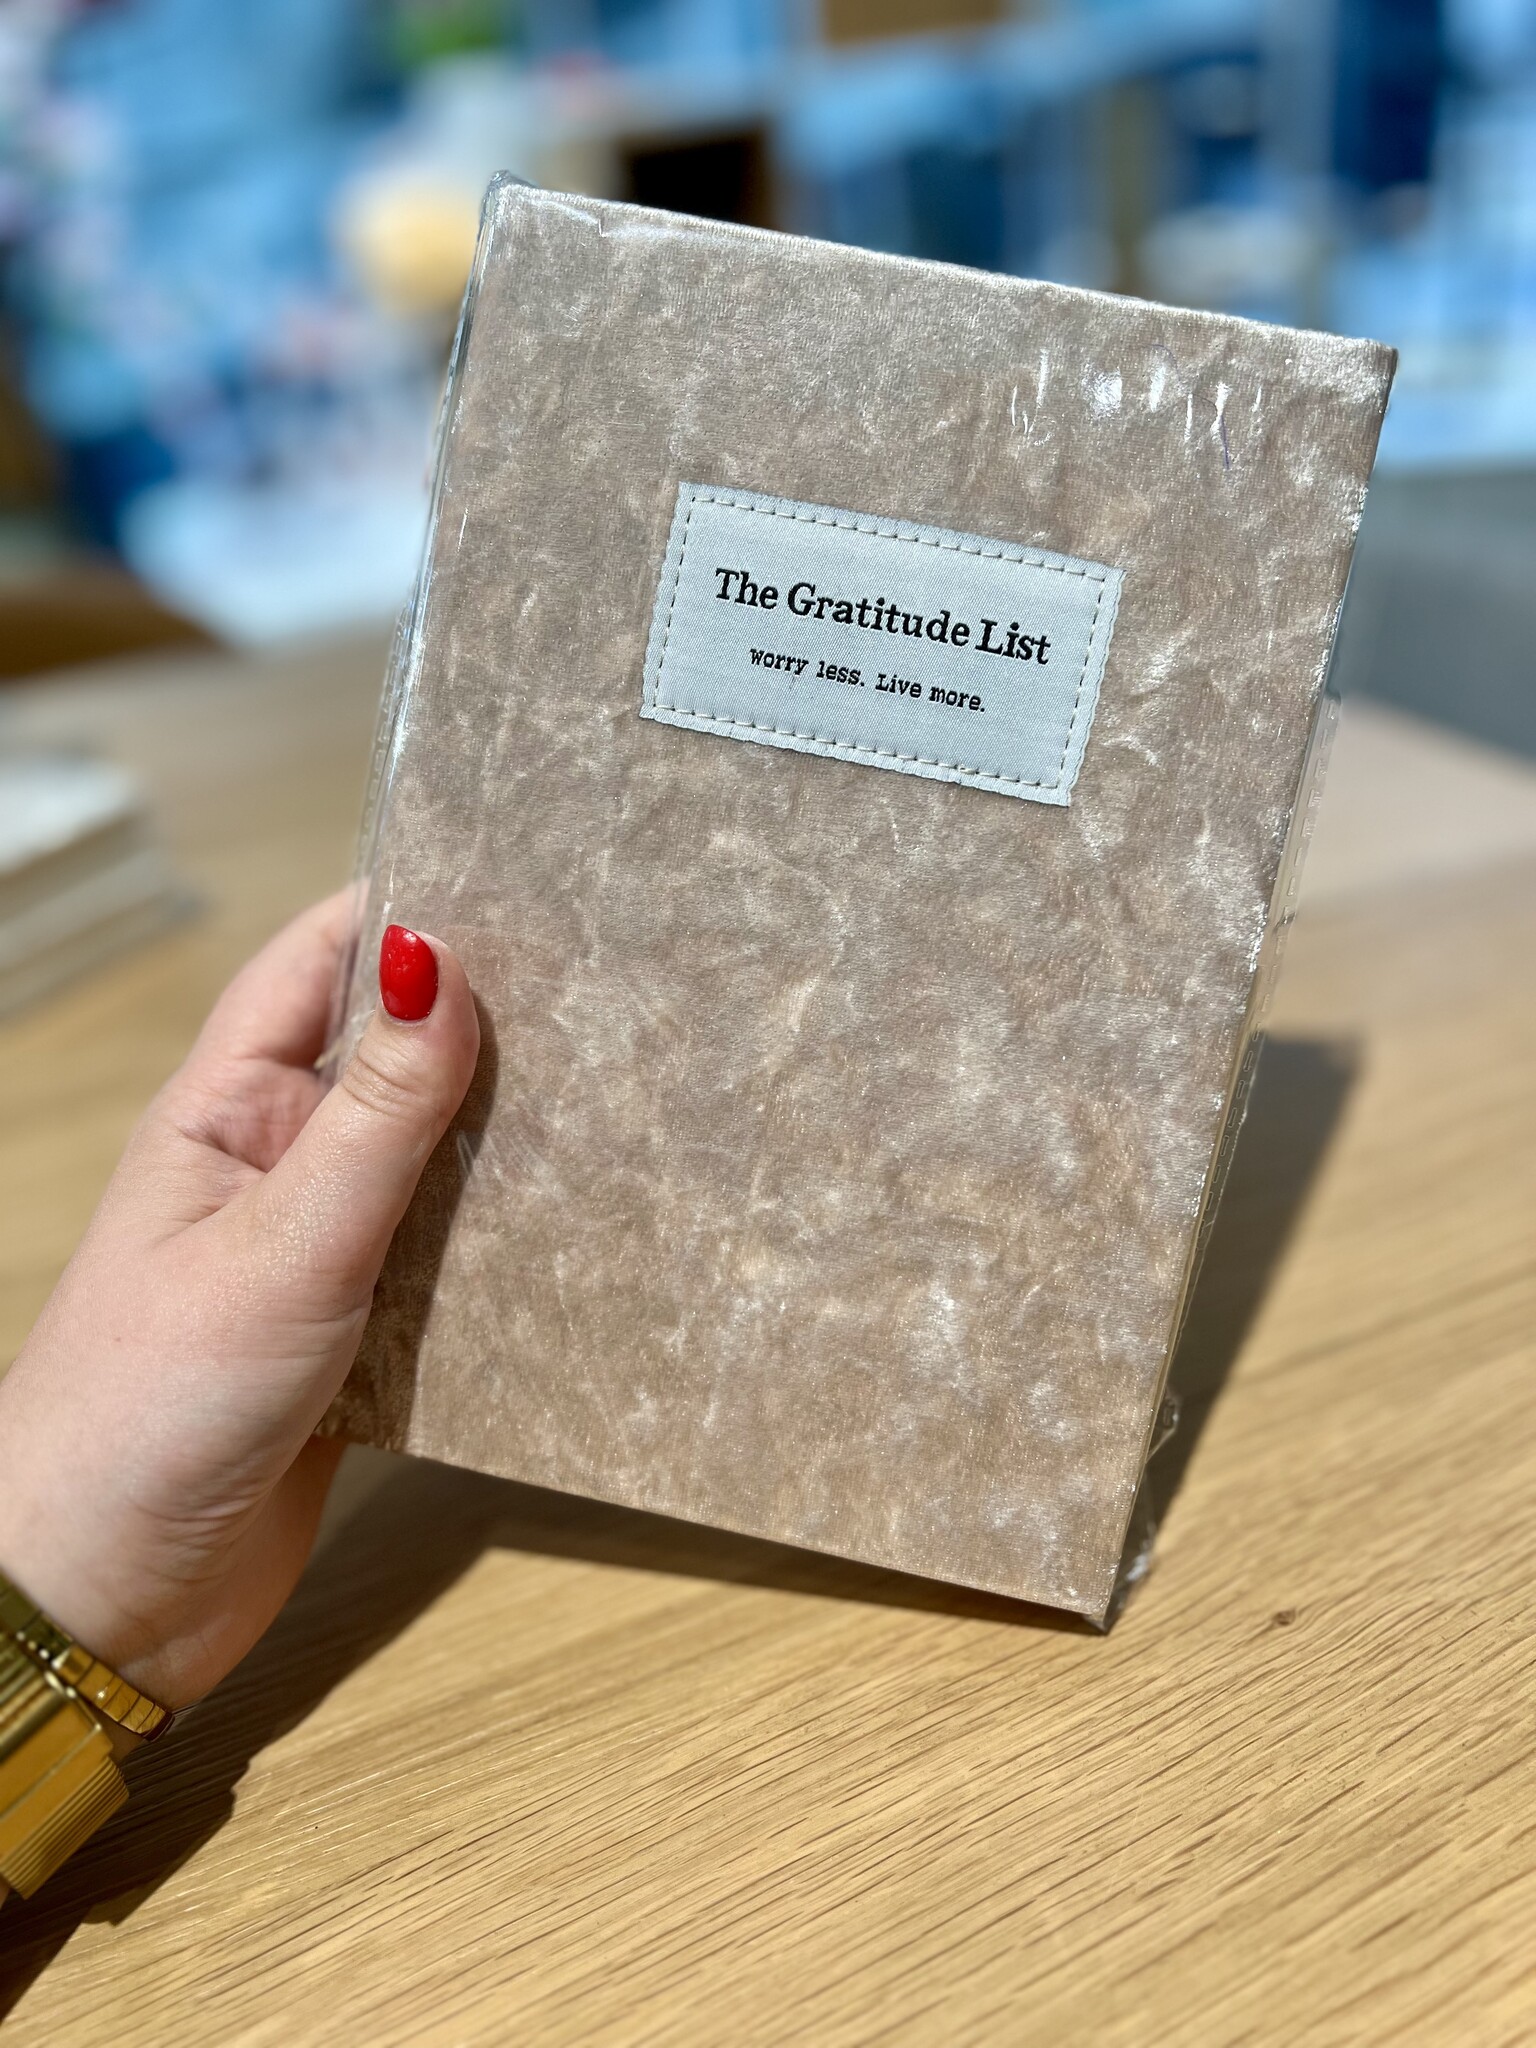 The Gratitude List
worry less. Live more.